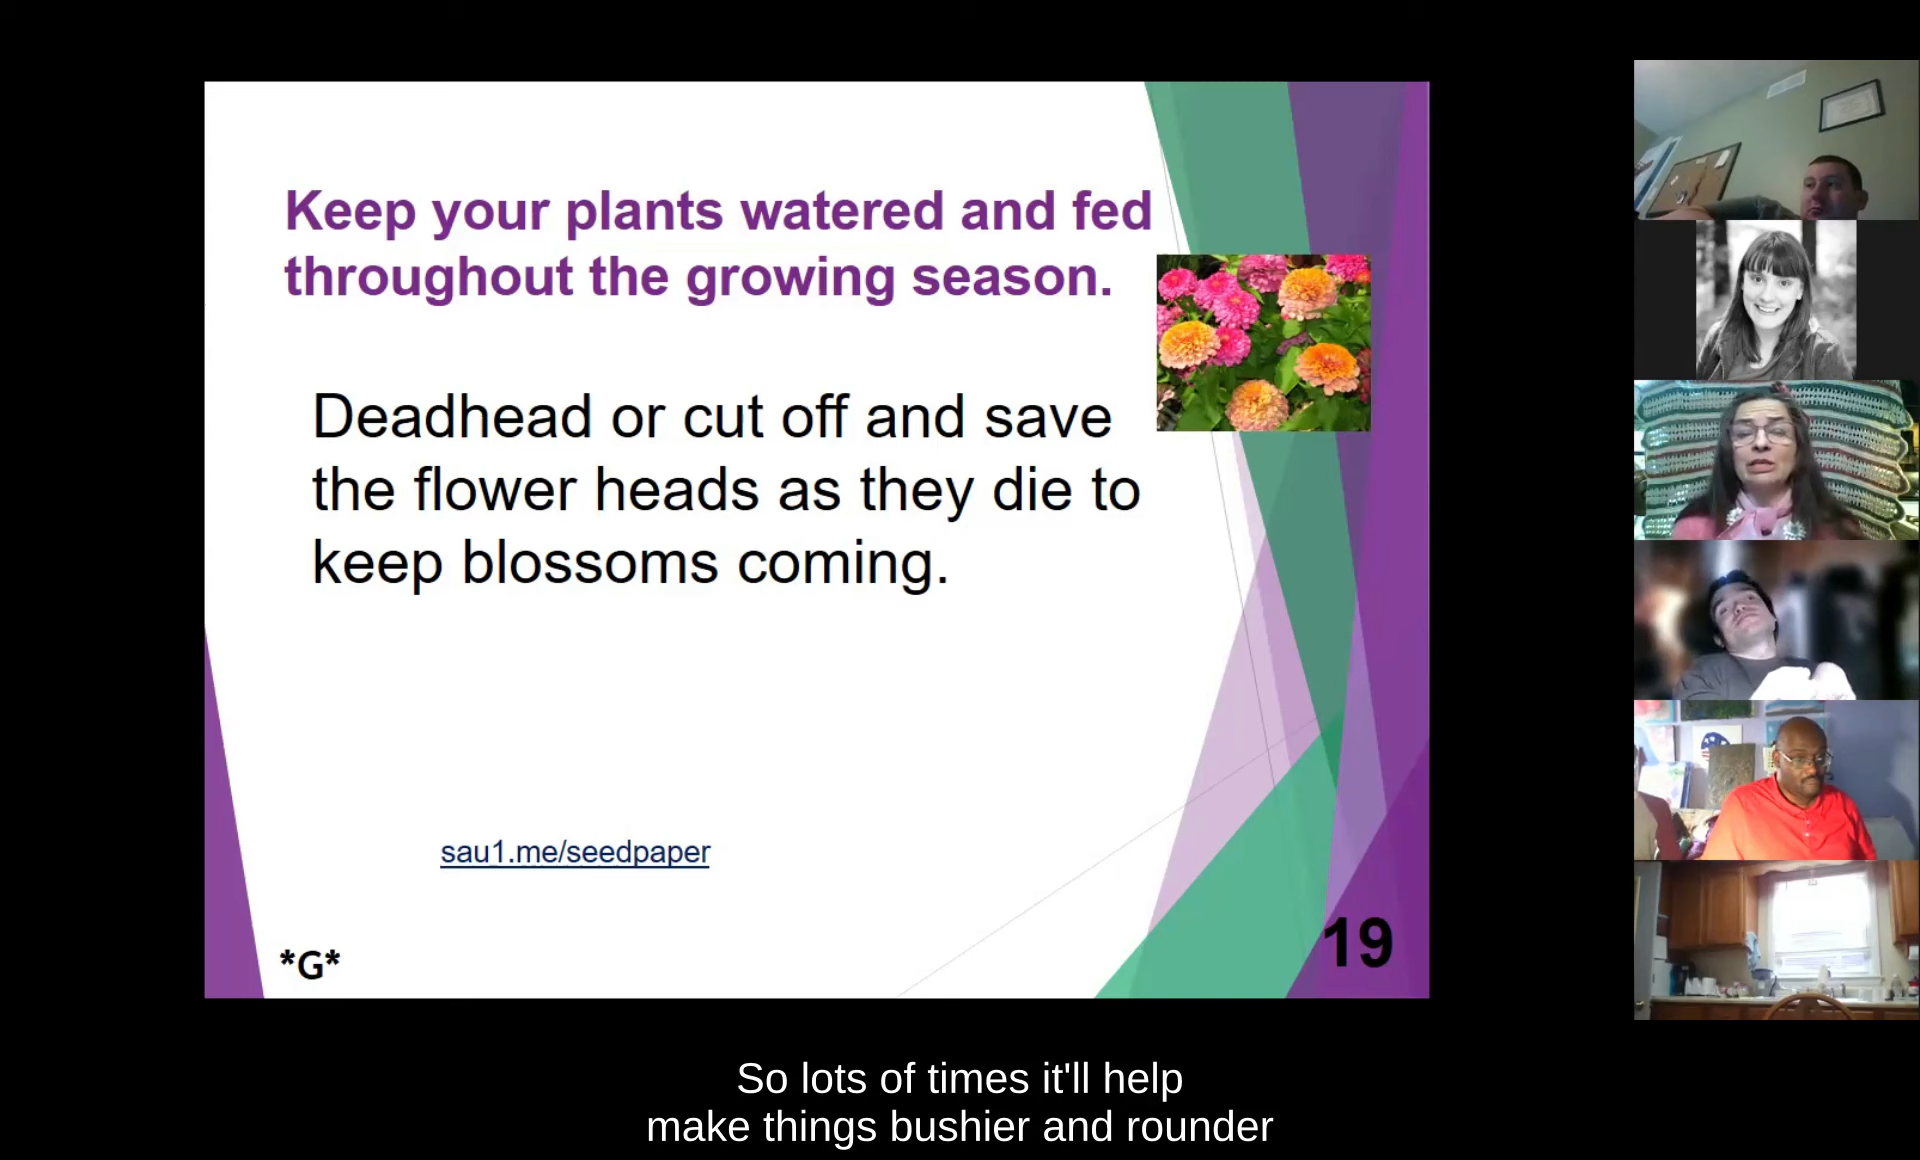 Keep your plants watered and fed
throughout the growing season.
Deadhead or cut off and save
the flower heads as they die to
keep blossoms coming.
sau1.me/seedpaper
*G*
19
So lots of times it'll help
make things bushier and rounder